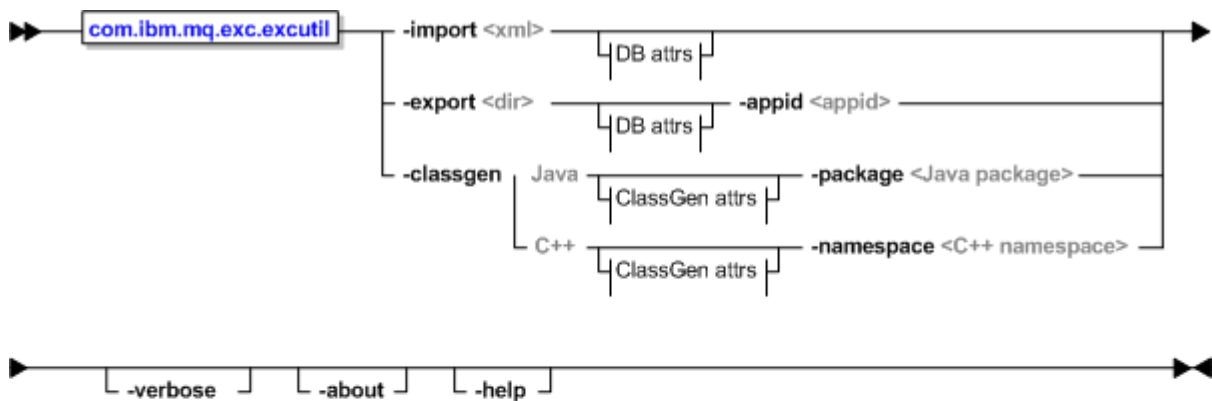 com.ibm.mq.exc.excutil -import <xml>
DB attrs
-export <dir> -appid <appid>
DB attrs
-classgen Java -package <Java package>
ClassGen attrs
C++ -namespace <C++ namespace>
ClassGen attrs
-verbose -about -help